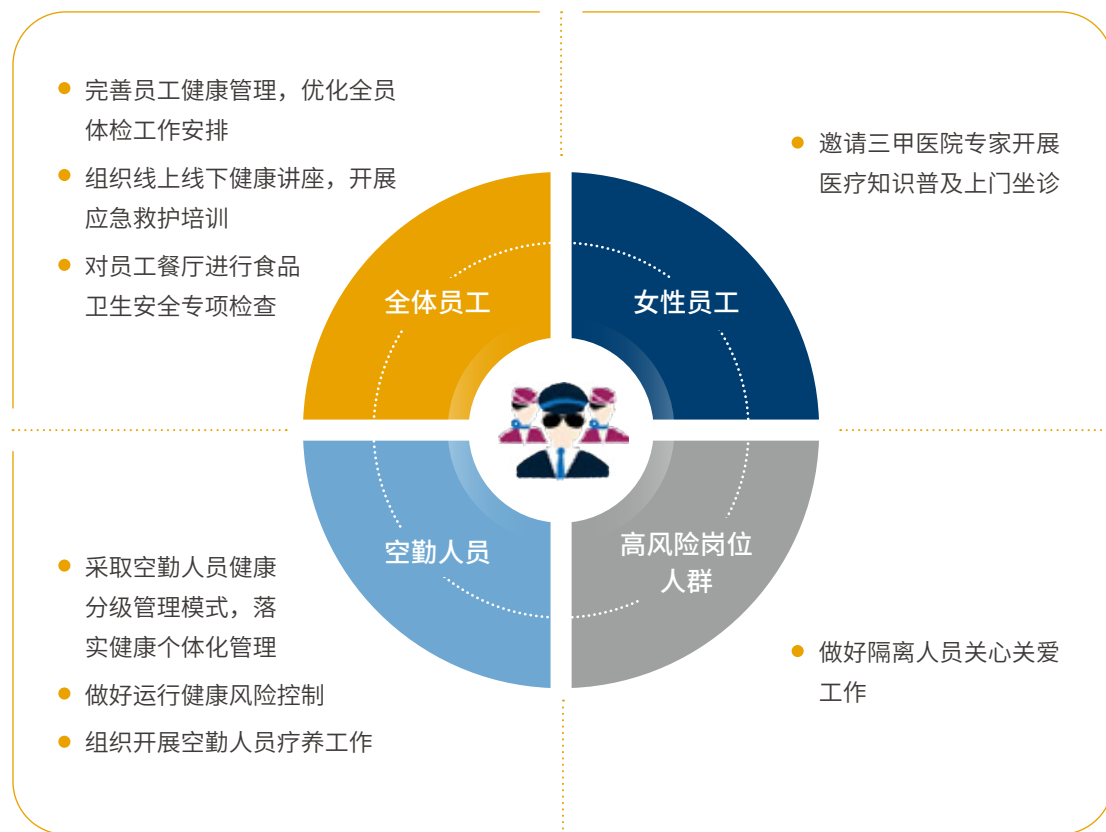 完善员工健康管理，优化全员
体检工作安排
组织线上线下健康讲座，开展
应急救护培训
对员工餐厅进行食品
卫生安全专项检查
全体员工
邀请三甲医院专家开展
医疗知识普及上门坐诊
女性员工
采取空勤人员健康
分级管理模式，落
实健康个体化管理
做好运行健康风险控制
组织开展空勤人员疗养工作
空勤人员
高风险岗位
人群
做好隔离人员关心关爱
工作